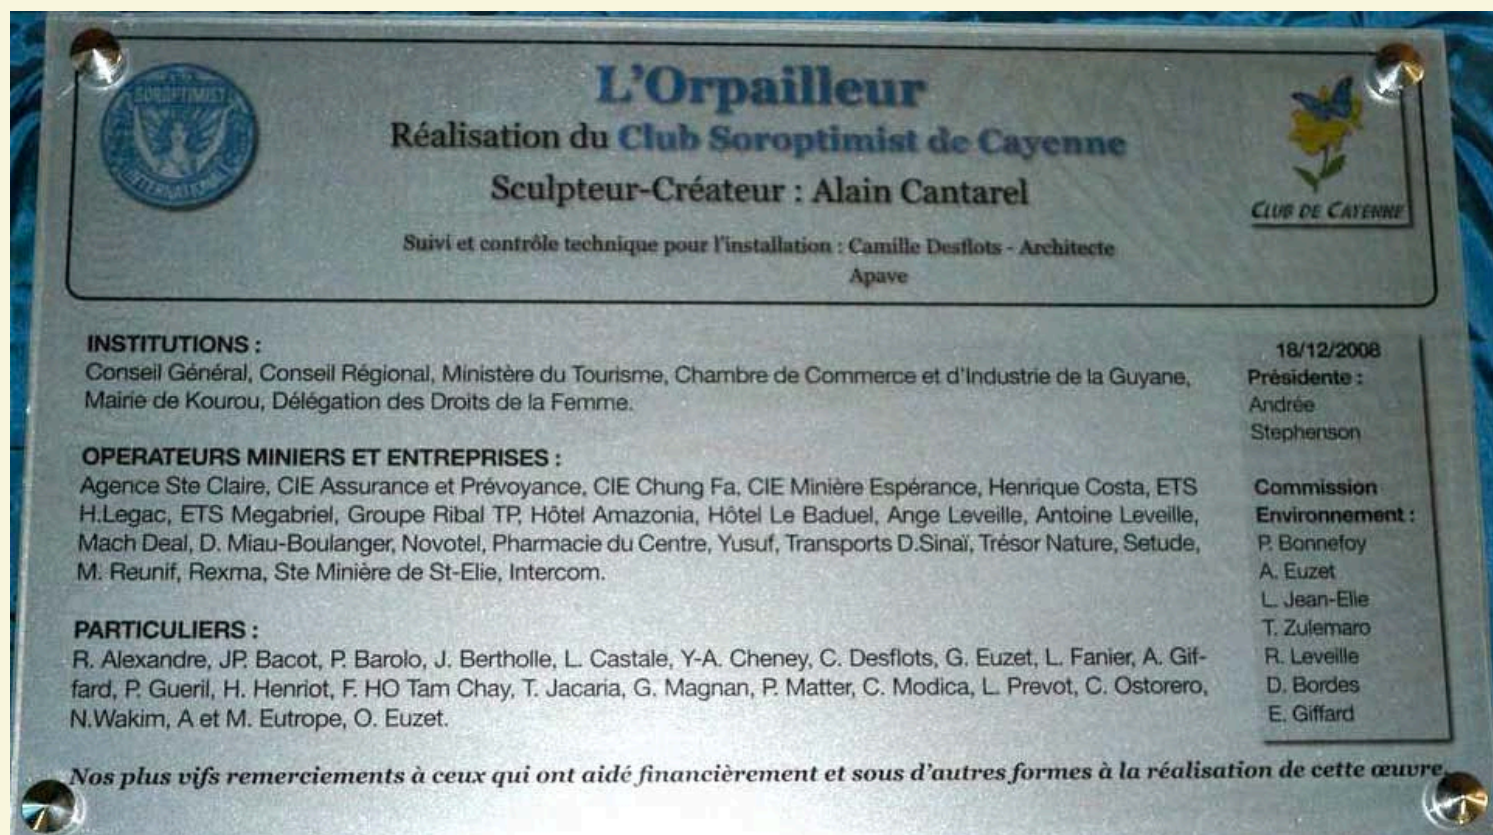 SOROPTIMIST
INTERNATIONAL
L'Orpailleur
Réalisation du Club Soroptimist de Cayenne
Sculpteur-Créateur : Alain Cantarel
Suivi et contrôle technique pour l'installation : Camille Desflots - Architecte
Apave
CLUB DE CAYENNE
INSTITUTIONS :
Conseil Général, Conseil Régional, Ministère du Tourisme, Chambre de Commerce et d'Industrie de la Guyane,
Mairie de Kourou, Délégation des Droits de la Femme.
OPERATEURS MINIERS ET ENTREPRISES :
Agence Ste Claire, CIE Assurance et Prévoyance, CIE Chung Fa, CIE Minière Espérance, Henrique Costa, ETS
H.Legac, ETS Megabriel, Groupe Ribal TP, Hôtel Amazonia, Hôtel Le Baduel, Ange Leveille, Antoine Leveille,
Mach Deal, D. Miau-Boulanger, Novotel, Pharmacie du Centre, Yusuf, Transports D.Sinaï, Trésor Nature, Setude,
M. Reunif, Rexma, Ste Minière de St-Elie, Intercom.
PARTICULIERS :
R. Alexandre, JP. Bacot, P. Barolo, J. Bertholle, L. Castale, Y-A. Cheney, C. Desflots, G. Euzet, L. Fanier, A. Gif-
fard, P. Gueril, H. Henriot, F. HO Tam Chay, T. Jacaria, G. Magnan, P. Matter, C. Modica, L. Prevot, C. Ostorero,
N.Wakim, A et M. Eutrope, O. Euzet.
18/12/2008
Présidente :
Andrée
Stephenson
Commission
Environnement :
P. Bonnefoy
A. Euzet
L. Jean-Elie
T. Zulemaro
R. Leveille
D. Bordes
E. Giffard
Nos plus vifs remerciements à ceux qui ont aidé financièrement et sous d'autres formes à la réalisation de cette œuvre.